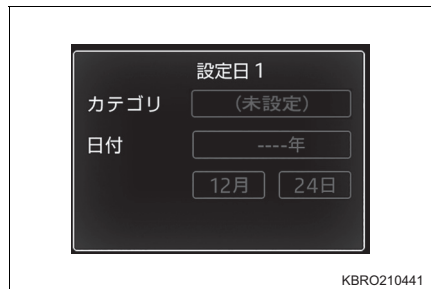 設定日1
カテゴリ (未設定)
日付 ----年
12月 24日
KBRO210441